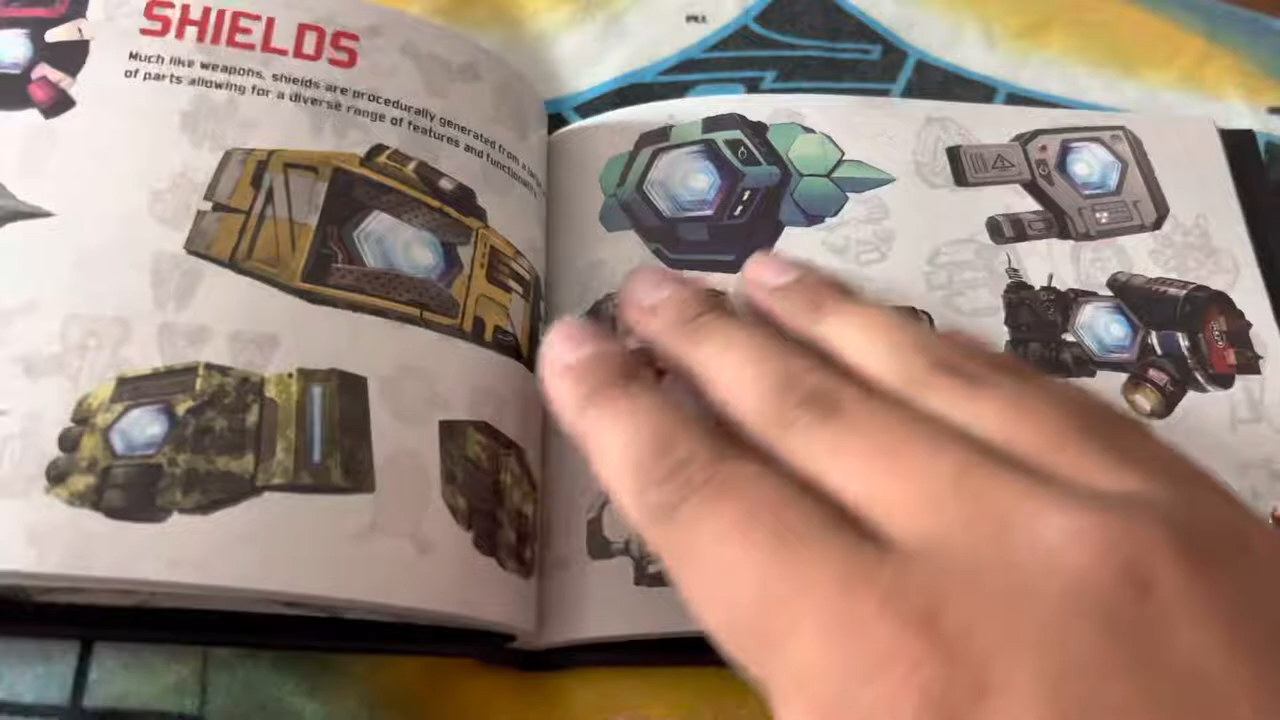 SHIELDS
Much like weapons, shields are procedurally generated from a
of parts allowing for a diverse range of features and functionality.